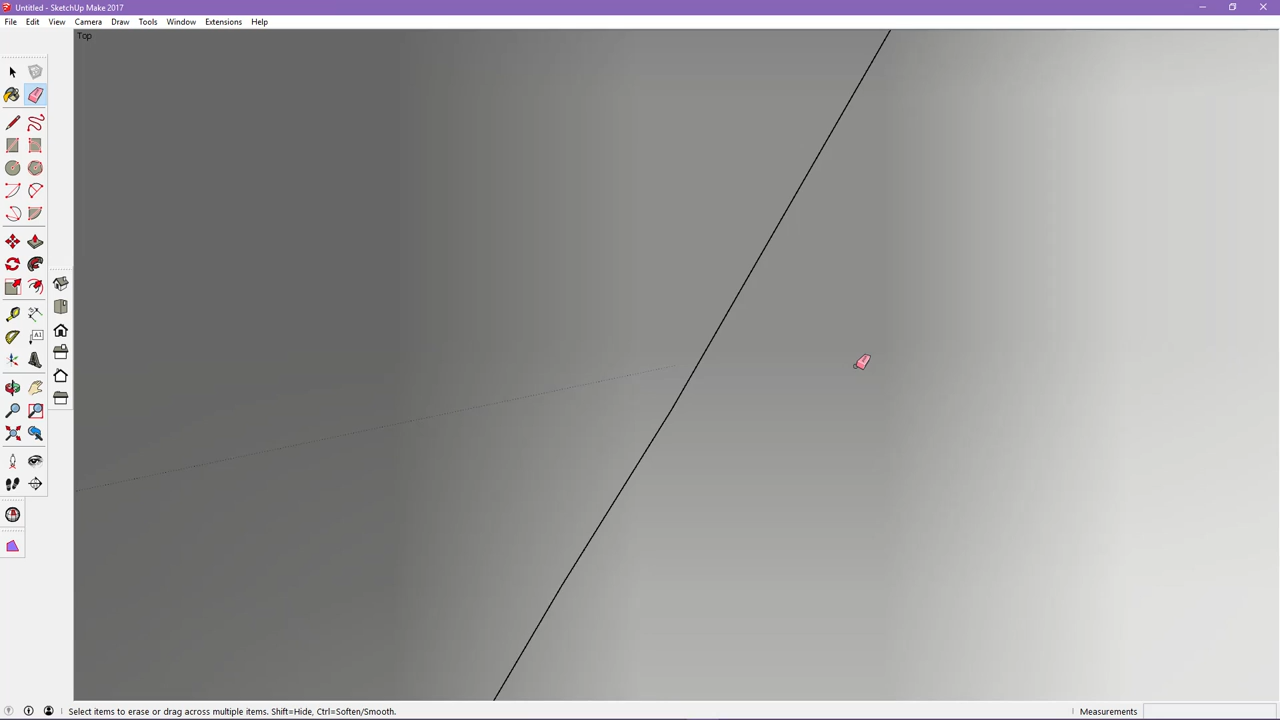 Untitled - SketchUp Make 2017
File Edit View Camera Draw Tools Window Extensions Help
Top
A1
Select items to erase or drag across multiple items. Shift=Hide, Ctrl=Soften/Smooth.
Measurements